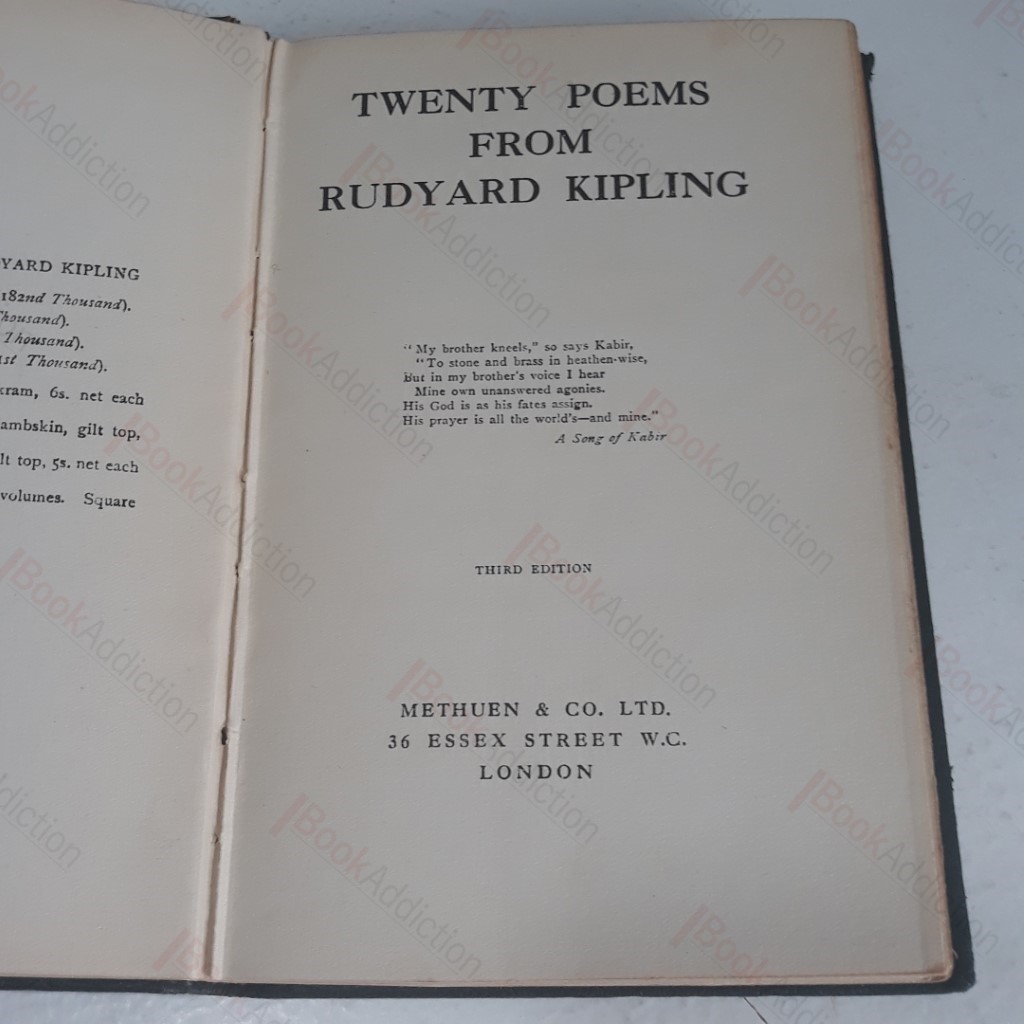 YARD KIPLING
182nd Thousand).
Thousand).
Thousand).
1st Thousand).
ram, 6s. net each
ambskin, gilt top,
lt top, 5s. net each
volumes. Square
TWENTY POEMS
FROM
RUDYARD KIPLING
“My brother kneels,” so says Kabir,
“To stone and brass in heathen-wise,
But in my brother's voice I hear
Mine own unanswered agonies.
His God is as his fates assign.
His prayer is all the world's—and mine.”
A Song of Kabir
THIRD EDITION
METHUEN & CO. LTD.
36 ESSEX STREET W.C.
LONDON
BookAddiction